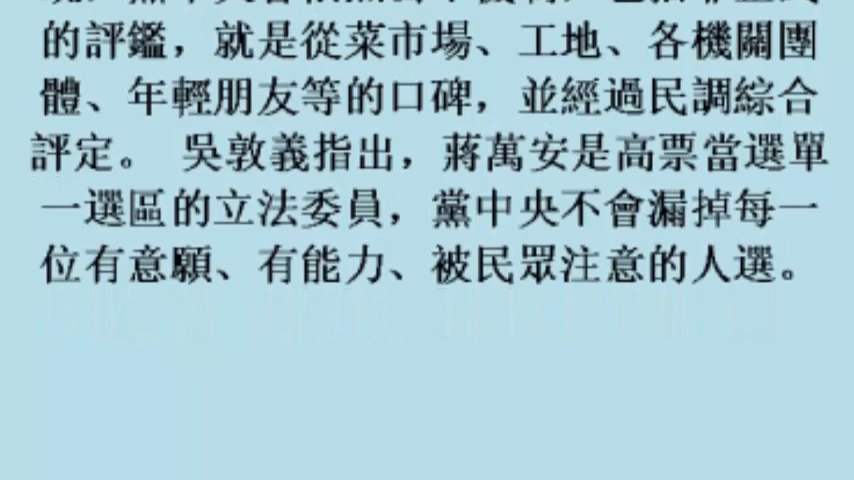 的評鑑，就是從菜市場、工地、各機關團
體、年輕朋友等的口碑，並經過民調綜合
評定。 吳敦義指出，蔣萬安是高票當選單
一選區的立法委員，黨中央不會漏掉每一
位有意願、有能力、被民眾注意的人選。